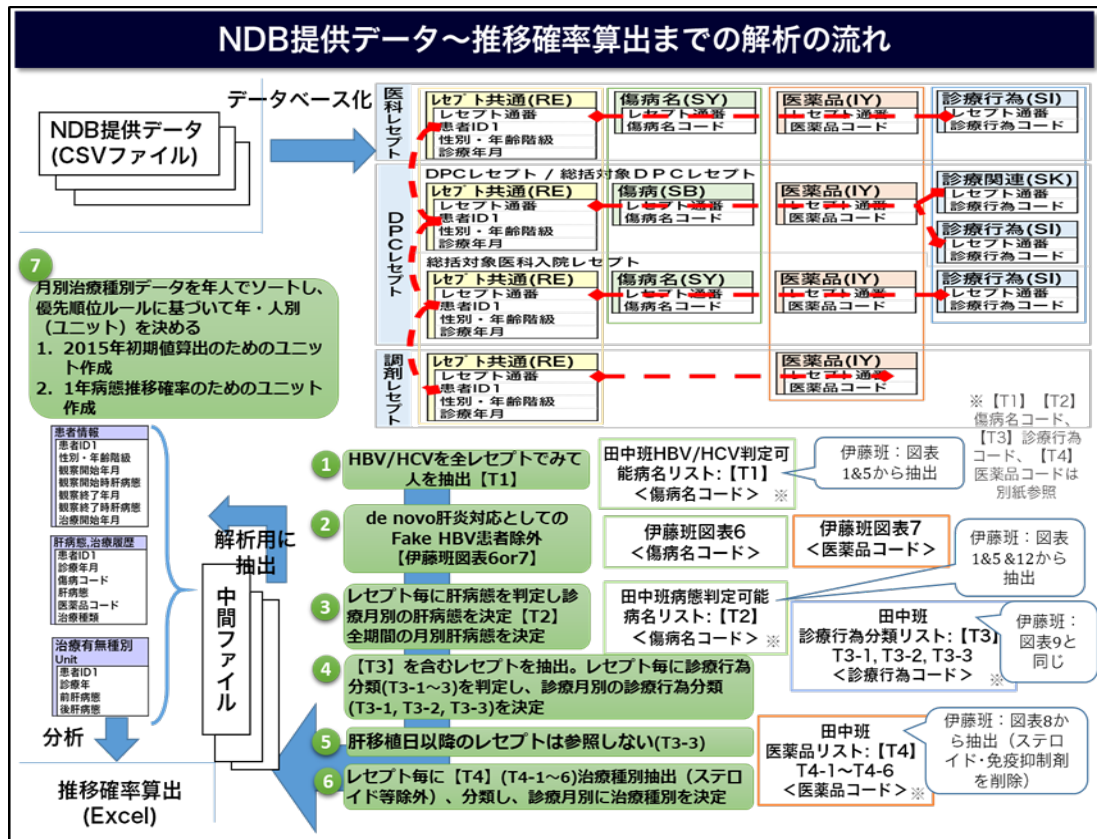 NDB提供データ～推移確率算出までの解析の流れ
NDB提供データ
(CSVファイル)
データベース化
医科レセプト
レセプト共通(RE)
レセプト通番
患者ID1
性別・年齢階級
診療年月
傷病名(SY)
レセプト通番
傷病名コード
医薬品(IY)
レセプト通番
医薬品コード
診療行為(SI)
レセプト通番
診療行為コード
DPCレセプト
DPCレセプト / 総括対象DPCレセプト
レセプト共通(RE)
レセプト通番
患者ID1
性別・年齢階級
診療年月
傷病(SB)
レセプト通番
傷病名コード
医薬品(IY)
レセプト通番
医薬品コード
診療関連(SK)
レセプト通番
診療行為コード
診療行為(SI)
レセプト通番
診療行為コード
総括対象医科入院レセプト
レセプト共通(RE)
レセプト通番
患者ID1
性別・年齢階級
診療年月
傷病名(SY)
レセプト通番
傷病名コード
医薬品(IY)
レセプト通番
医薬品コード
診療行為(SI)
レセプト通番
診療行為コード
調剤レセプト
レセプト共通(RE)
レセプト通番
患者ID1
性別・年齢階級
診療年月
医薬品(IY)
レセプト通番
医薬品コード
※【T1】【T2】
傷病名コード、
【T3】診療行為
コード、【T4】
医薬品コードは
別紙参照
7
月別治療種別データを年人でソートし、
優先順位ルールに基づいて年・人別
（ユニット）を決める
1. 2015年初期値算出のためのユニッ
ト作成
2. 1年病態推移確率のためのユニット
作成
患者情報
患者ID1
性別・年齢階級
観察開始年月
観察開始時肝病態
観察終了年月
観察終了時肝病態
治療開始年月
肝病態,治療履歴
患者ID1
診療年月
傷病コード
肝病態
医薬品コード
治療種類
治療有無種別
Unit
患者ID1
診療年
前肝病態
後肝病態
分析
推移確率算出
(Excel)
解析用に
抽出
中間ファイル
1
HBV/HCVを全レセプトでみて
人を抽出【T1】
田中班HBV/HCV判定可
能病名リスト:【T1】
<傷病名コード> ※
伊藤班：図表
1&5から抽出
2
de novo肝炎対応としての
Fake HBV患者除外
【伊藤班図表6or7】
伊藤班図表6
<傷病名コード>
伊藤班図表7
<医薬品コード>
伊藤班：図表
1&5&12から
抽出
3
レセプト毎に肝病態を判定し診
療月別の肝病態を決定【T2】
全期間の月別肝病態を決定
田中班病態判定可能
病名リスト:【T2】
<傷病名コード> ※
田中班
診療行為分類リスト:【T3】
T3-1, T3-2, T3-3
<診療行為コード>
※
伊藤班：
図表9と
同じ
4
【T3】を含むレセプトを抽出。レセプト毎に診療行為
分類(T3-1～3)を判定し、診療月別の診療行為分類
(T3-1, T3-2, T3-3)を決定
5
肝移植日以降のレセプトは参照しない(T3-3)
6
レセプト毎に【T4】(T4-1～6)治療種別抽出（ステ
ロイド等除外）、分類し、診療月別に治療種別を決定
田中班
医薬品リスト:【T4】
T4-1～T4-6
<医薬品コード> ※
伊藤班：図表8か
ら抽出（ステロ
イド・免疫抑制剤
を削除）